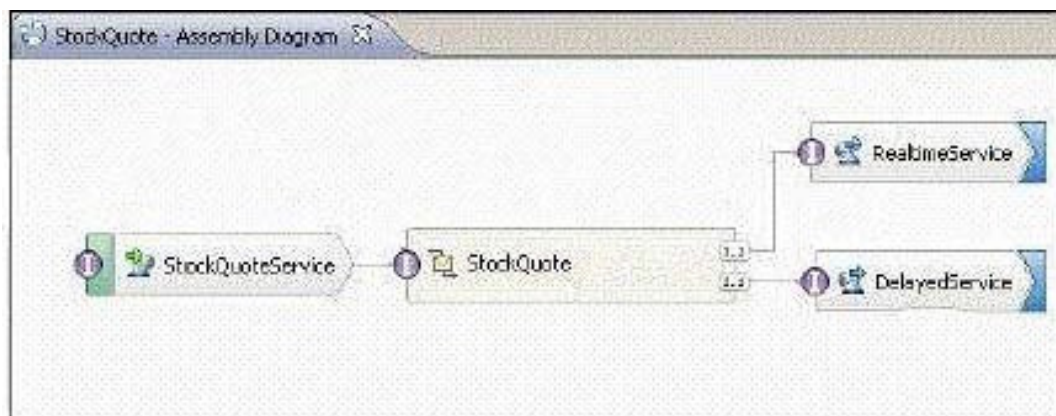 StockQuote - Assembly Diagram
RealtimeService
StockQuoteService
StockQuote
1..1
1..1
DelayedService